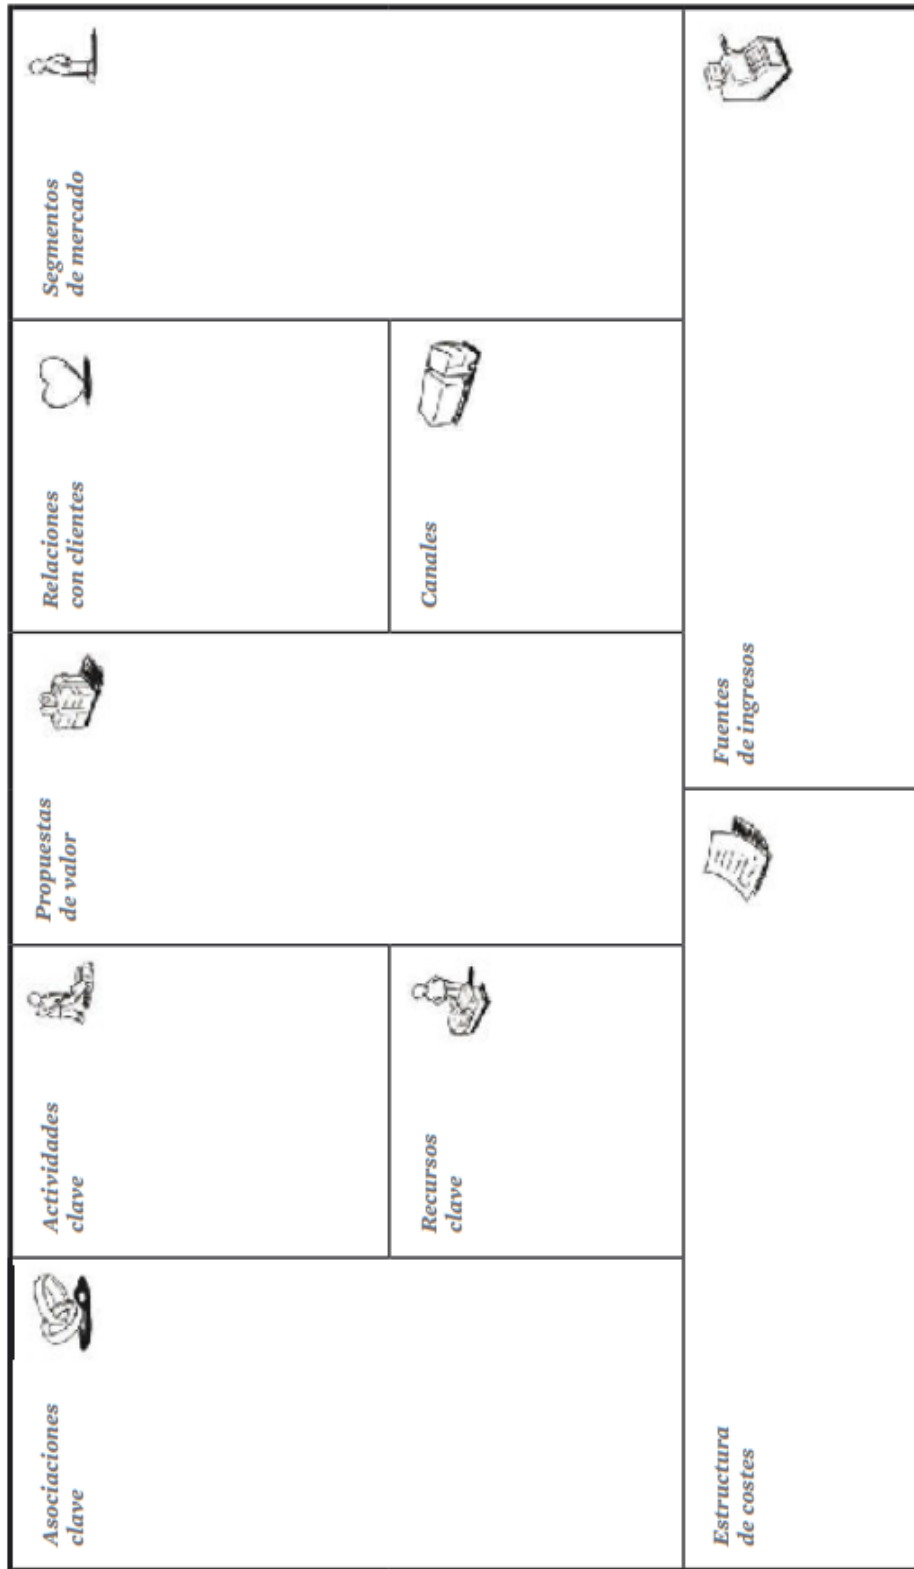 Asociaciones
clave
Actividades
clave
Recursos
clave
Propuestas
de valor
Relaciones
con clientes
Canales
Segmentos
de mercado
Estructura
de costes
Fuentes
de ingresos